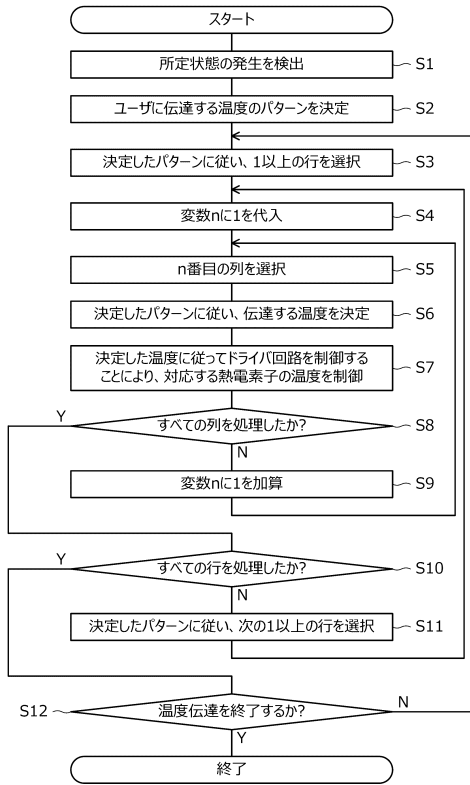 スタート
所定状態の発生を検出 S1
ユーザに伝達する温度のパターンを決定 S2
決定したパターンに従い、1以上の行を選択 S3
変数nに1を代入 S4
n番目の列を選択 S5
決定したパターンに従い、伝達する温度を決定 S6
決定した温度に従ってドライバ回路を制御する
ことにより、対応する熱電素子の温度を制御 S7
Y すべての列を処理したか? S8
N
変数nに1を加算 S9
Y すべての行を処理したか? S10
N
決定したパターンに従い、次の1以上の行を選択 S11
S12 温度伝達を終了するか? N
Y
終了